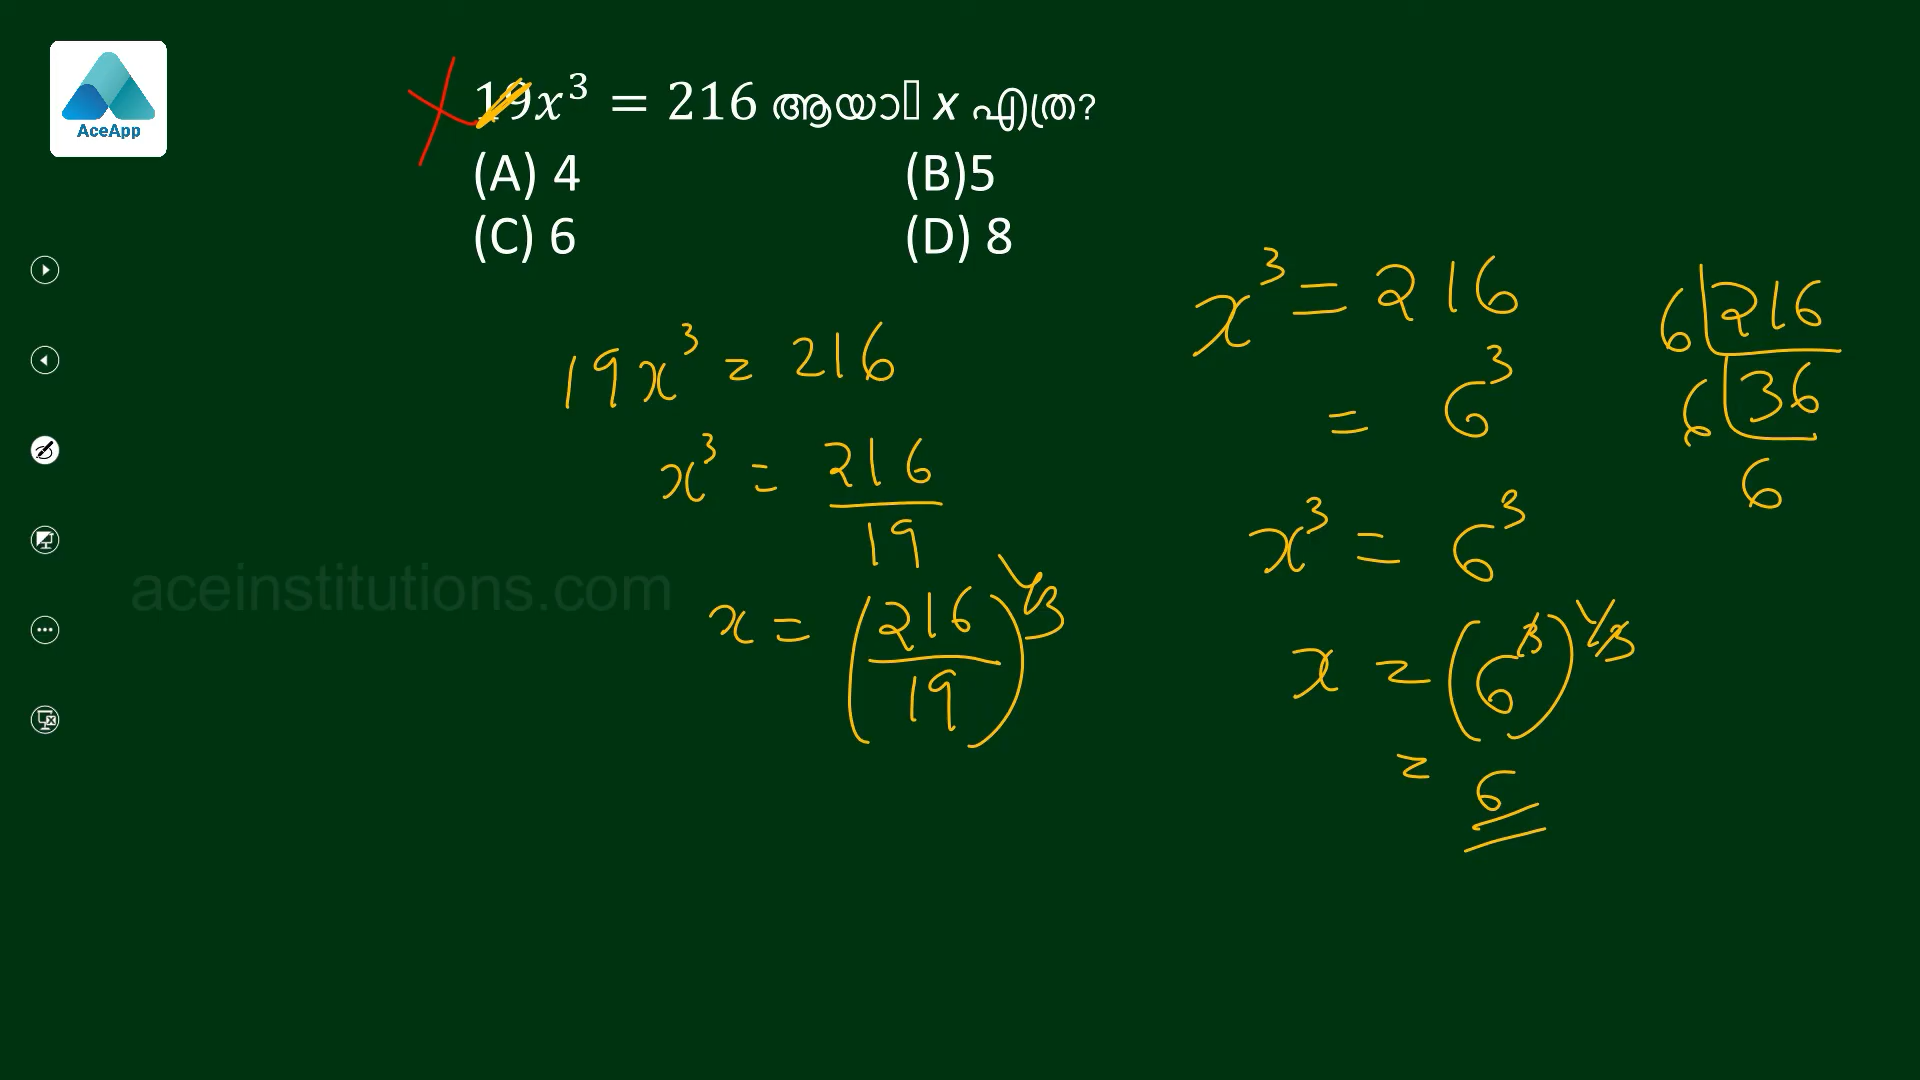 AceApp
19x³ = 216 x എത്ര?
(A) 4 (B)5
(C) 6 (D) 8
19x³ = 216
x³ = 216/19
x = (216/19)^1/3
x³ = 216
= 6³
x³ = 6³
x = (6³)^1/3
= 6
6 216
6 36
6
aceinstitutions.com